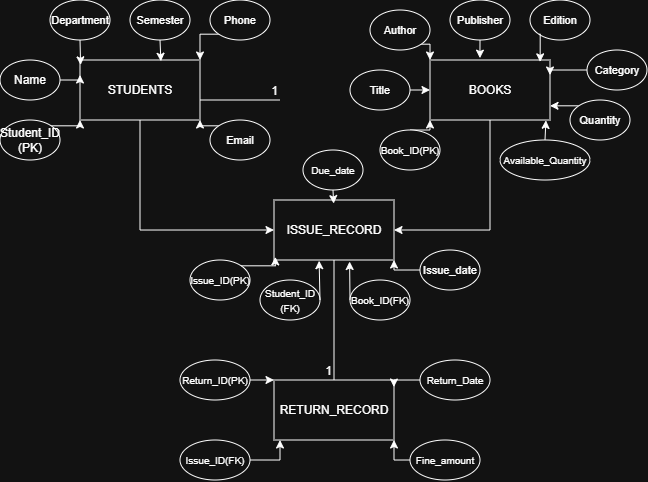 Department
Semester
Phone
Author
Publisher
Edition
Name
STUDENTS
1
Title
BOOKS
Category
Quantity
Student_ID
(PK)
Email
Book_ID(PK)
Available_Quantity
Due_date
ISSUE_RECORD
Issue_ID(PK)
Student_ID
(FK)
Book_ID(FK)
Issue_date
1
Return_ID(PK)
Return_Date
RETURN_RECORD
Issue_ID(FK)
Fine_amount